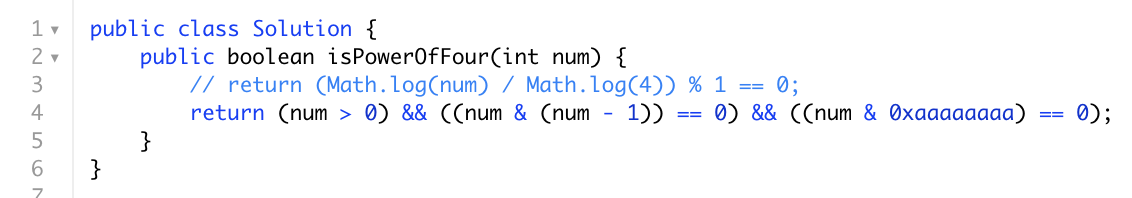 1 public class Solution {
2 public boolean isPowerOfFour(int num) {
3 // return (Math.log(num) / Math.log(4)) % 1 == 0;
4 return (num > 0) && ((num & (num - 1)) == 0) && ((num & 0xaaaaaaaa) == 0);
5 }
6 }
7